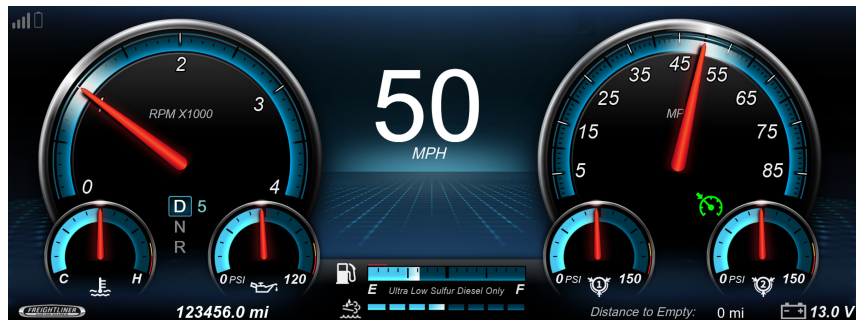 2
3
RPM X1000
0
4
D 5
N
R
C
H
0 PSI
120
50
MPH
5
15
25
35
45
55
65
75
85
MP
0 PSI
1
150
0 PSI
2
150
E
Ultra Low Sulfur Diesel Only
F
FREIGHTLINER
123456.0 mi
Distance to Empty: 0 mi
13.0 V